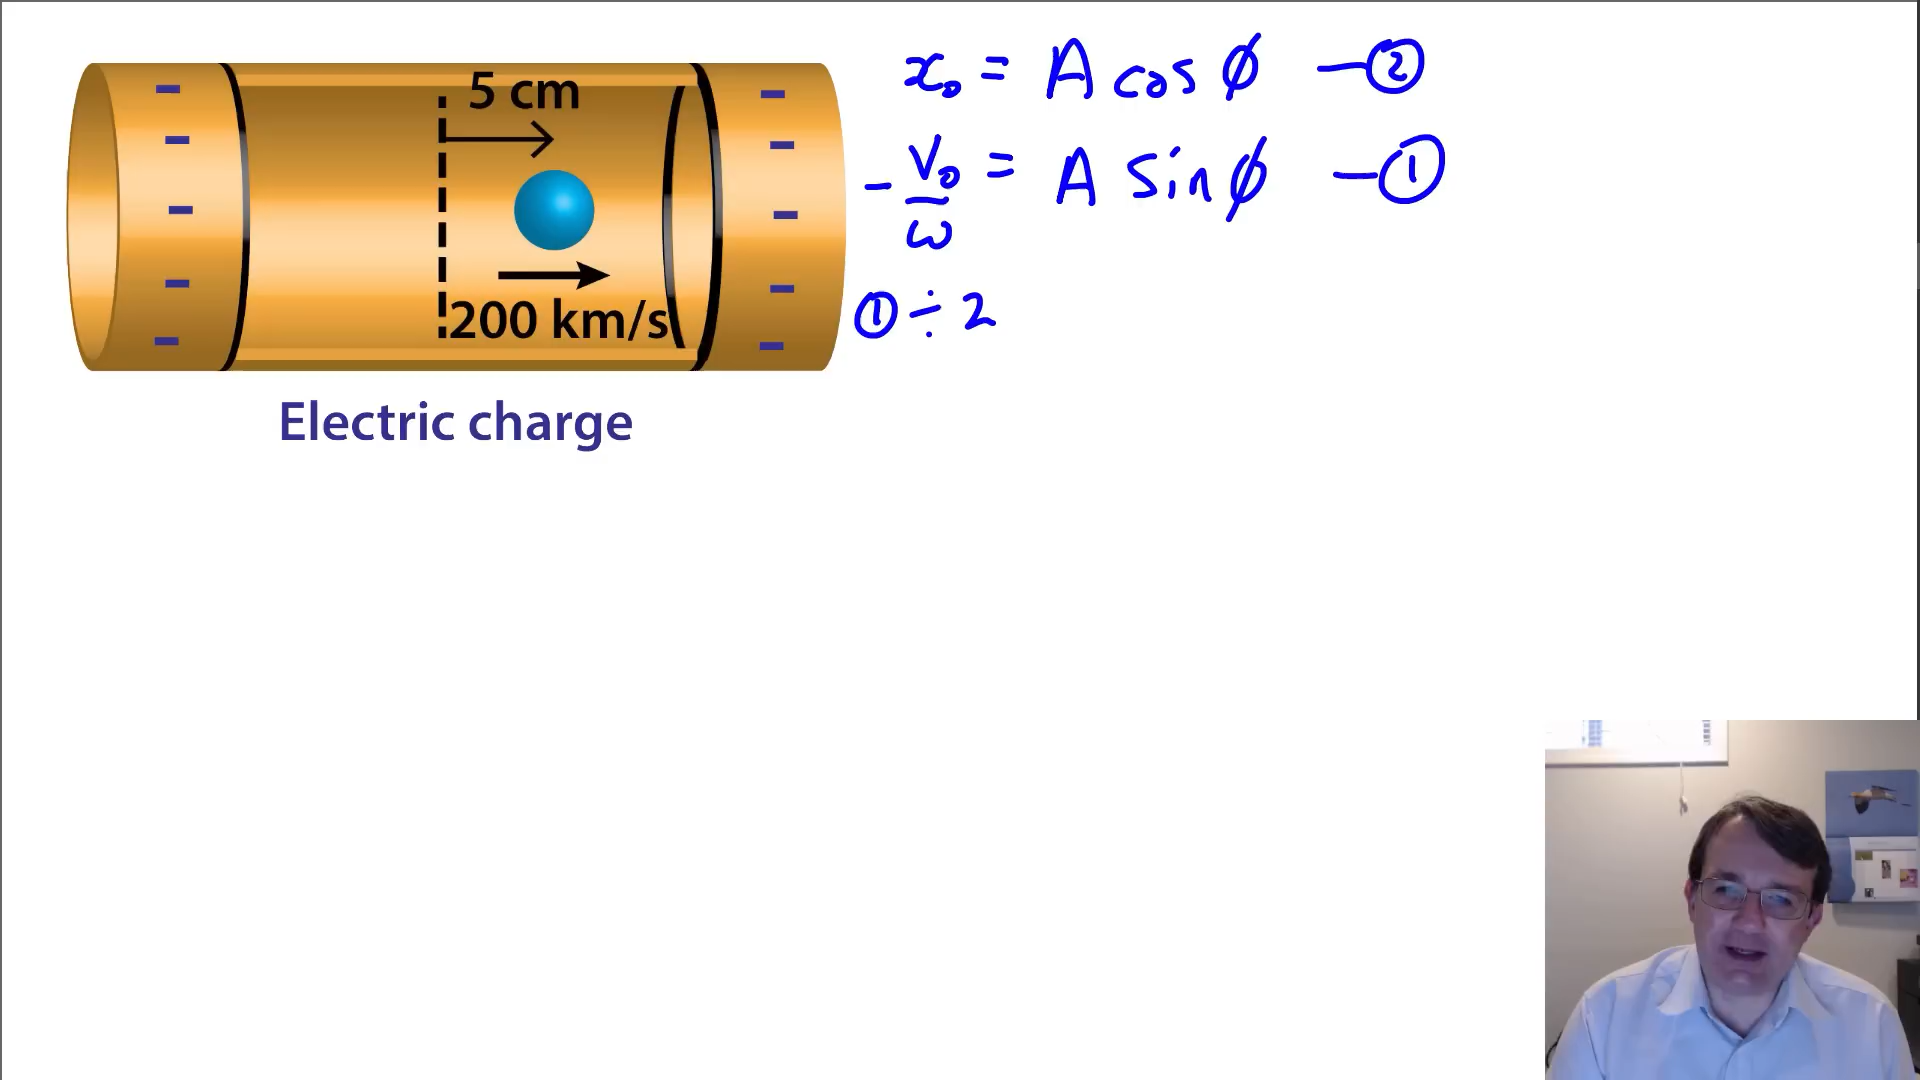 5 cm
200 km/s
Electric charge
x₀ = A cos ϕ —②
- v₀/ω = A sin ϕ —①
① ÷ 2